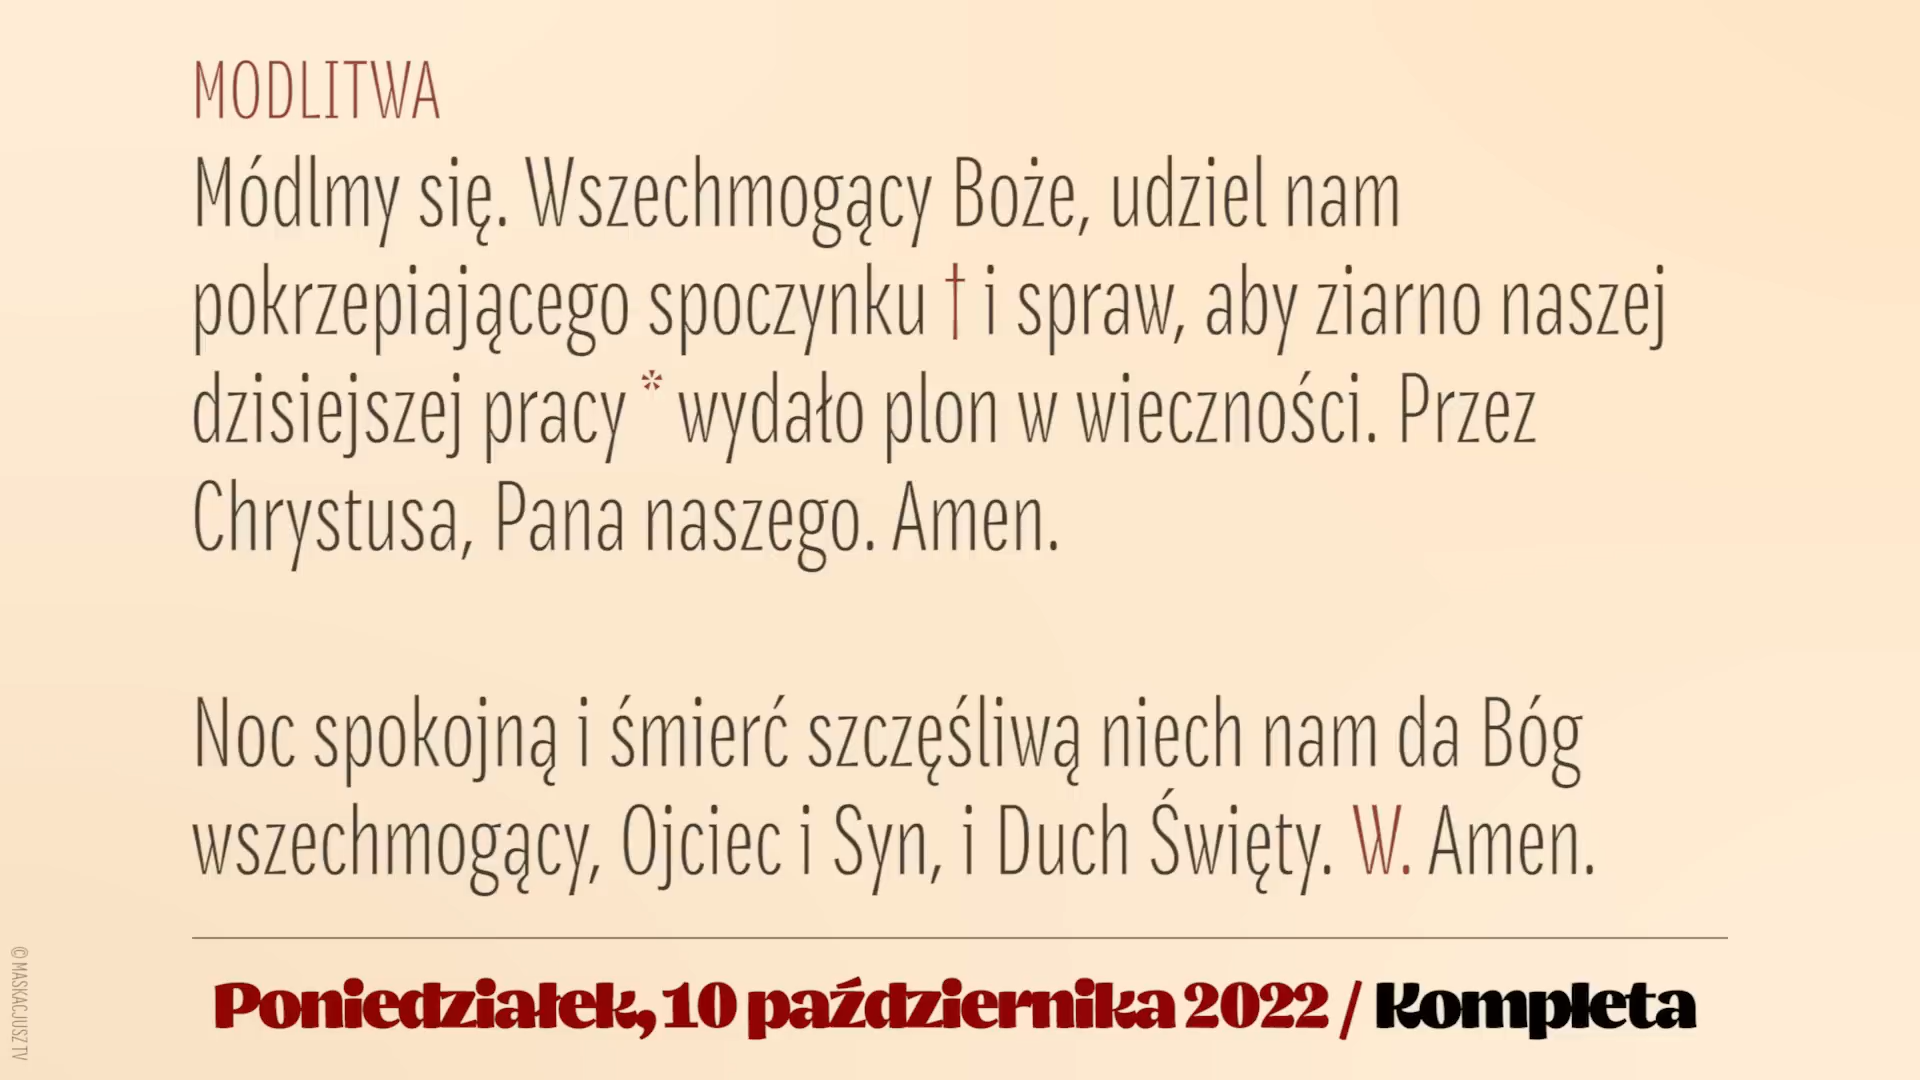 MODLITWA
Módlmy się. Wszechmogący Boże, udziel nam
pokrzepiającego spoczynku † i spraw, aby ziarno naszej
dzisiejszej pracy * wydało plon w wieczności. Przez
Chrystusa, Pana naszego. Amen.
Noc spokojną i śmierć szczęśliwą niech nam da Bóg
wszechmogący, Ojciec i Syn, i Duch Święty. W. Amen.
Poniedziałek, 10 października 2022 / Kompleta
© MASKACJUSZ TV